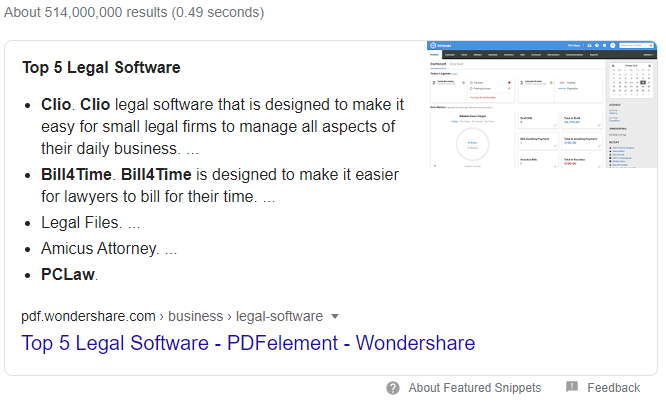 About 514,000,000 results (0.49 seconds)
Top 5 Legal Software
Clio. Clio legal software that is designed to make it
easy for small legal firms to manage all aspects of
their daily business. ...
Bill4Time. Bill4Time is designed to make it easier
for lawyers to bill for their time. ...
Legal Files. ...
Amicus Attorney. ...
PCLaw.
pdf.wondershare.com › business › legal-software
Top 5 Legal Software - PDFelement - Wondershare
About Featured Snippets
Feedback